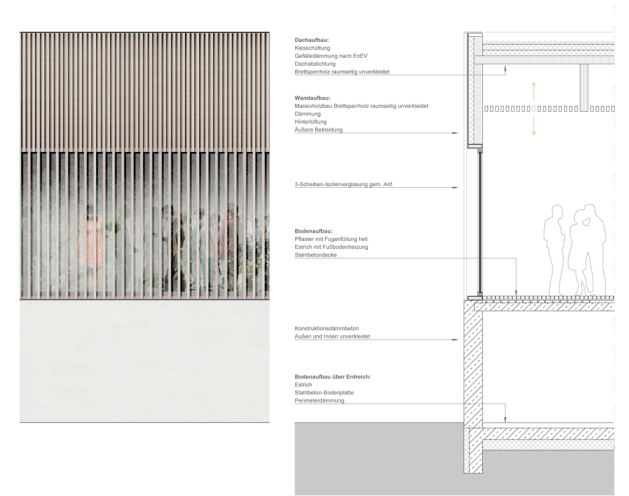 Dachaufbau:
Kiesschüttung
Gefälledämmung nach EnEV
Dachabdichtung
Brettsperrholz raumseitig unverkleidet
Wandaufbau:
Massivholzbau Brettsperrholz raumseitig unverkleidet
Dämmung
Hinterlüftung
Äußere Bekleidung
3-Scheiben-Isolierverglasung gem. Anf.
Bodenaufbau:
Pflaster mit Fugenfüllung hell
Estrich mit Fußbodenheizung
Stahlbetondecke
Konstruktionsdämmbeton
Außen und Innen unverkleidet
Bodenaufbau über Erdreich:
Estrich
Stahlbeton-Bodenplatte
Perimeterdämmung